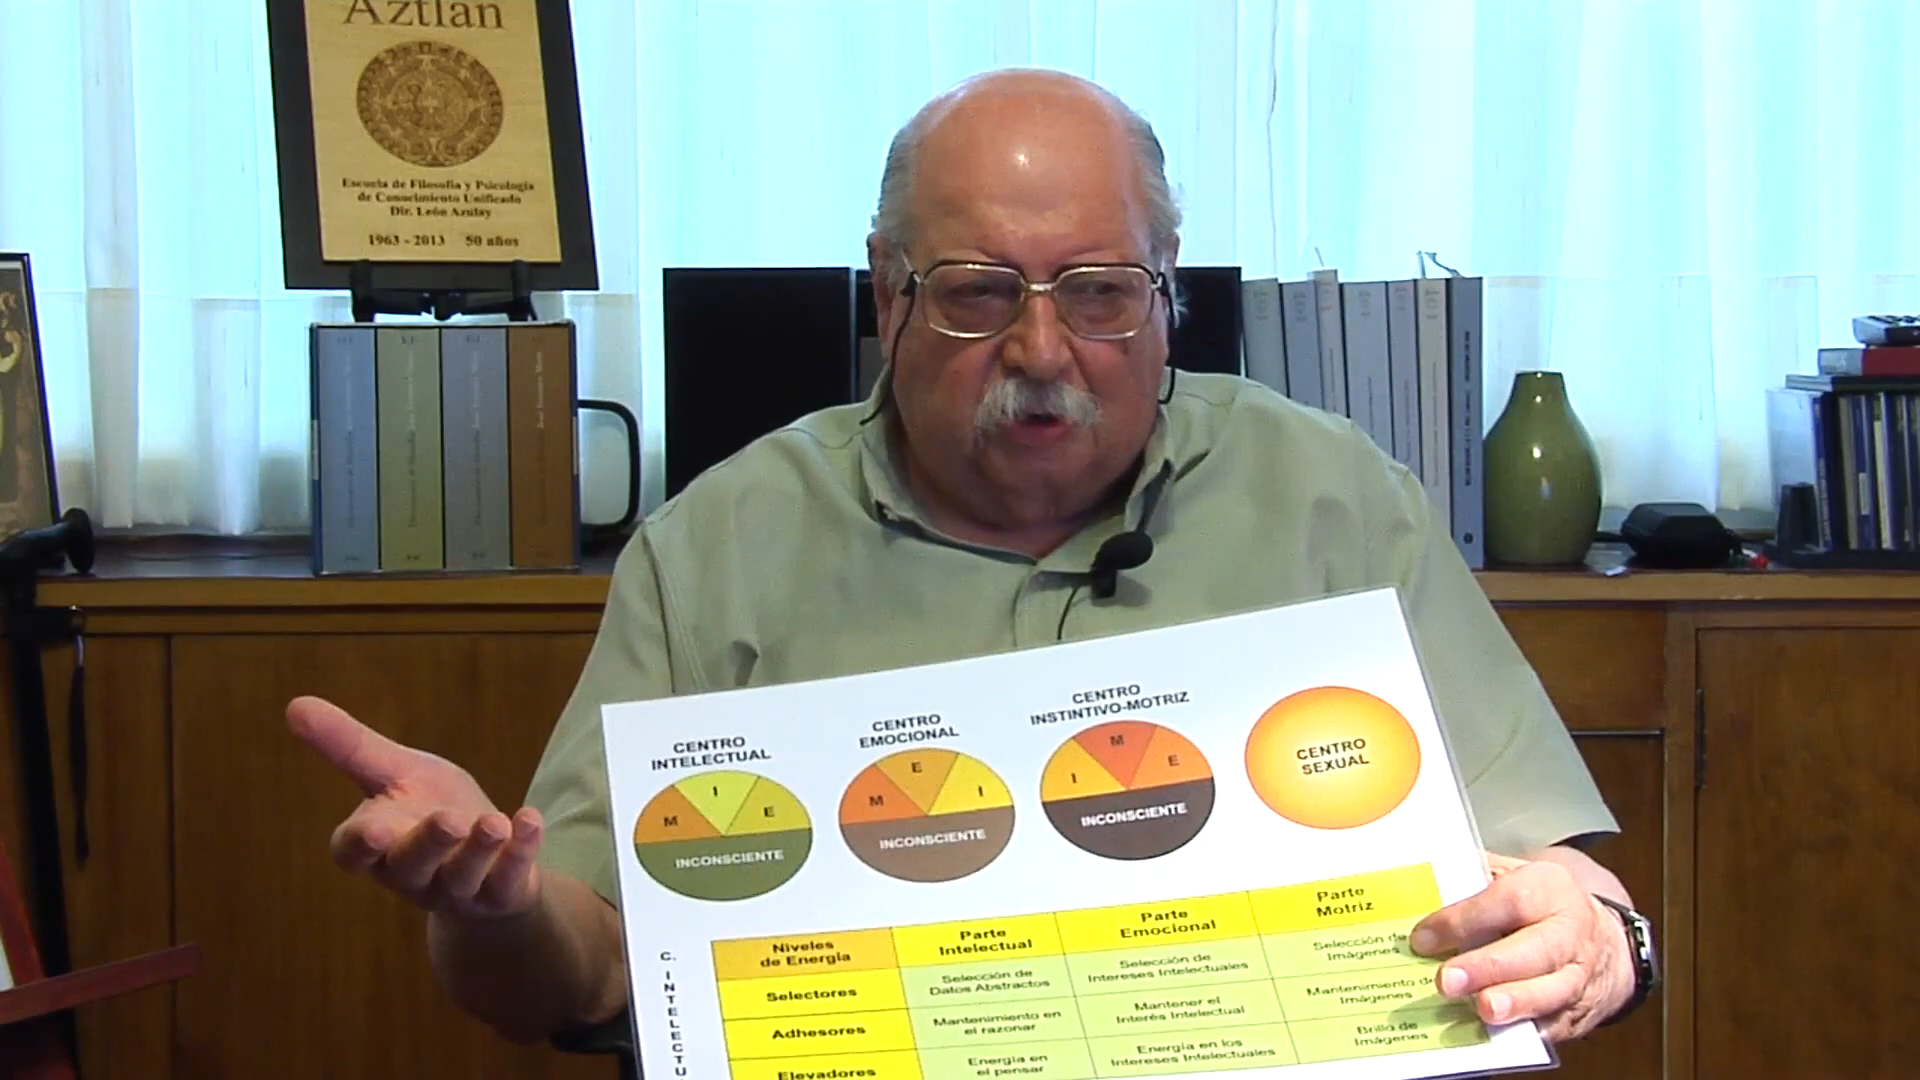 Aztlan
Escuela de Filosofía y Psicología
de Conocimiento Unificado
Dir. León Azulay
1963 - 2013 50 años
CENTRO
INTELECTUAL
I
M
E
INCONSCIENTE
CENTRO
EMOCIONAL
E
M
I
INCONSCIENTE
CENTRO
INSTINTIVO-MOTRIZ
M
I
E
INCONSCIENTE
CENTRO
SEXUAL
C. INTELECTU
Niveles
de Energía
Parte
Intelectual
Parte
Emocional
Parte
Motriz
Selectores
Selección de
Datos Abstractos
Selección de
Intereses Intelectuales
Selección de
Imágenes
Adhesores
Mantenimiento en
el razonar
Mantener el
Interés Intelectual
Mantenimiento de
Imágenes
Elevadores
Energía en
el pensar
Energía en los
Intereses Intelectuales
Brillo de
Imágenes